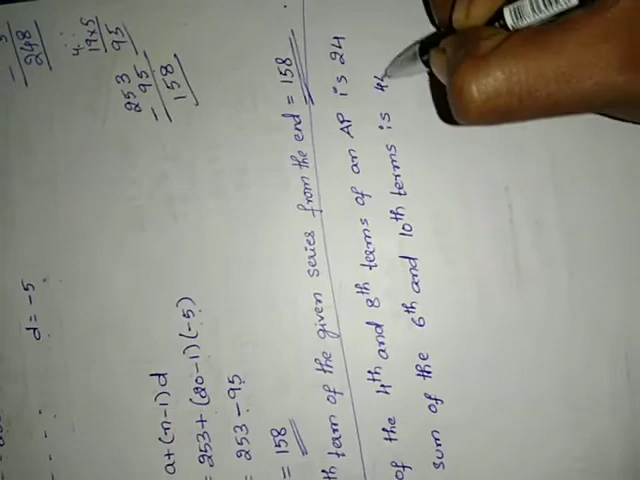 248
19×5
95
253
95
158
d = -5
a+(n-1)d
= 253+(20-1)(-5)
= 253-95
= 158
th term of the given series from the end = 158
of the 4th and 8th terms of an AP is 24
sum of the 6th and 10th terms is 44